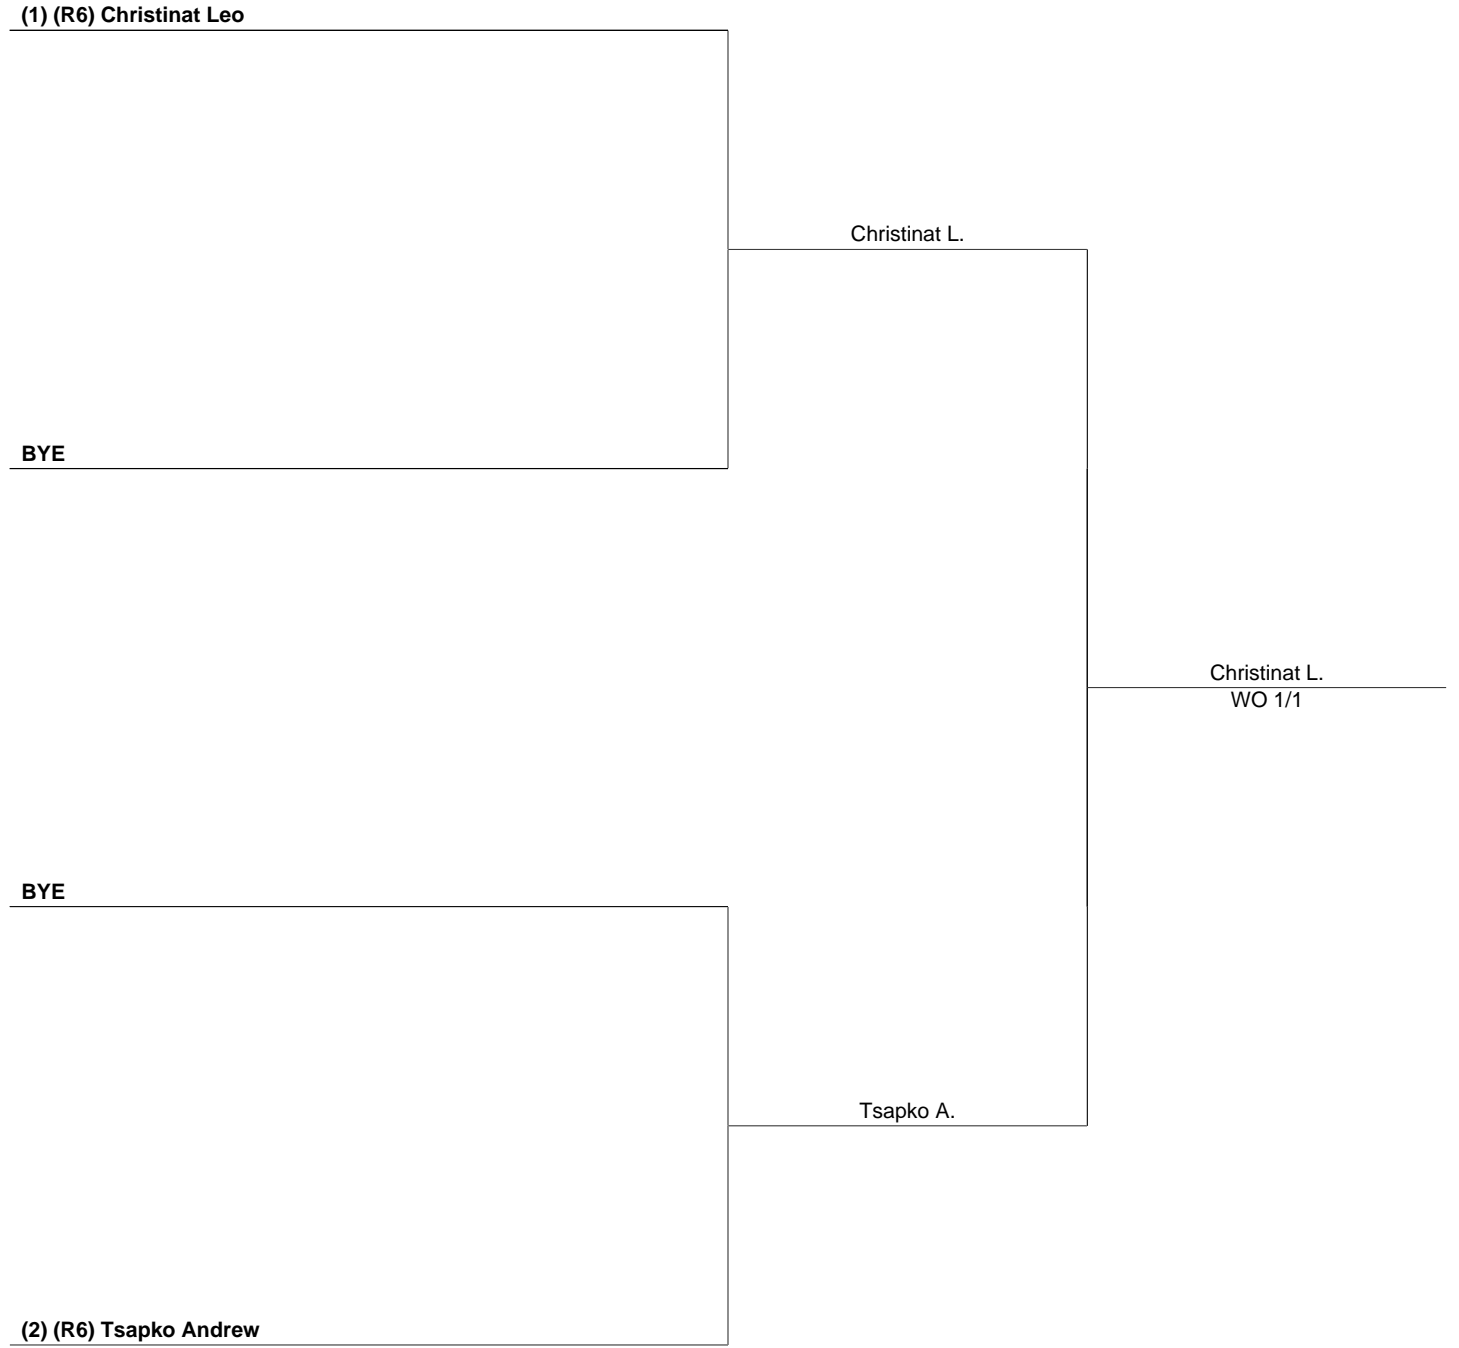 (1) (R6) Christinat Leo
Christinat L.
BYE
Christinat L.
WO 1/1
BYE
Tsapko A.
(2) (R6) Tsapko Andrew